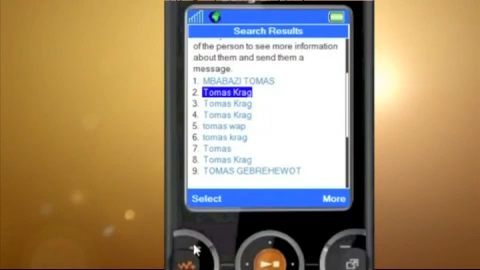 Search Results
of the person to see more information
about them and send them a
message.
1. MBABAZI TOMAS
2. Tomas Krag
3. Tomas Krag
4. Tomas Krag
5. tomas wap
6. tomas krag
7. Tomas
8. Tomas Krag
9. TOMAS GEBREHEWOT
Select More